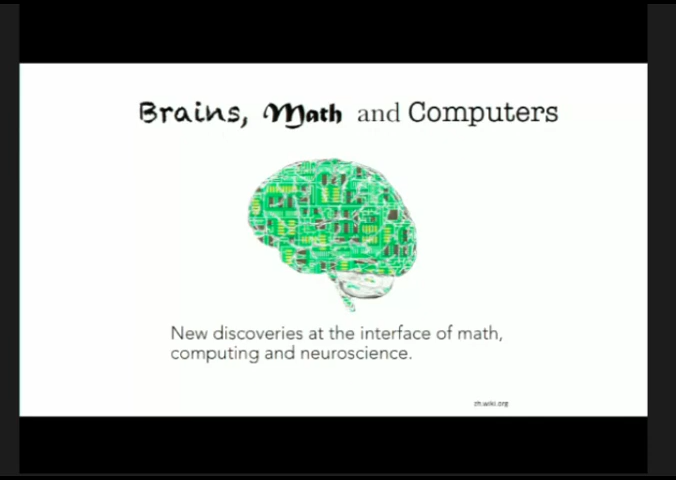 Brains, Math and Computers
New discoveries at the interface of math,
computing and neuroscience.
zh.wiki.org